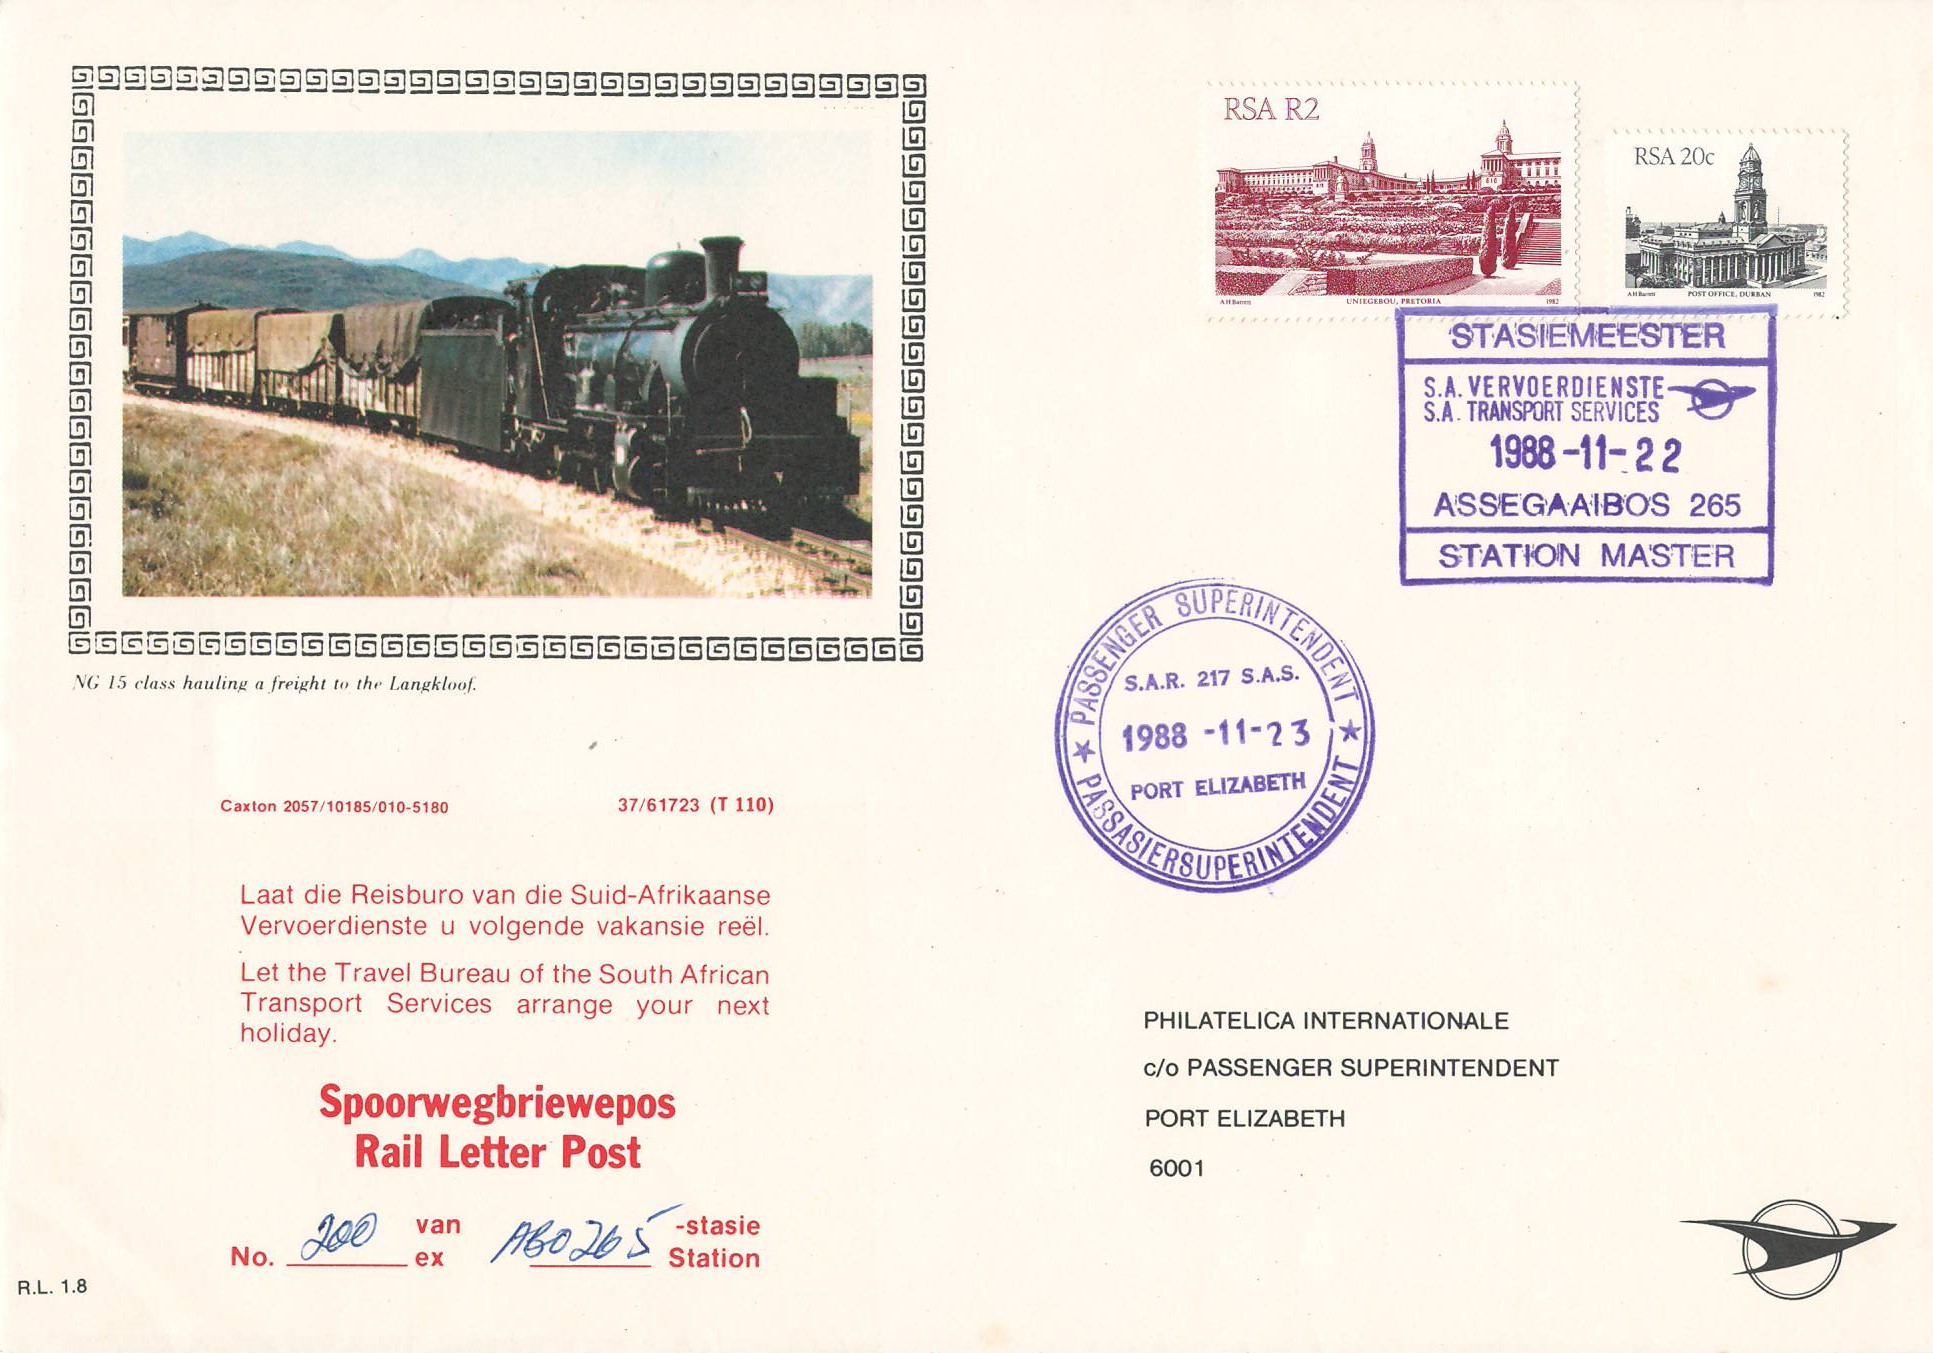 RSA R2
A H Barrett
UNIEGEBOU, PRETORIA
1982
RSA 20c
A H Barrett
POST OFFICE, DURBAN
1982
STASIEMEESTER
S.A. VERVOERDIENSTE
S.A. TRANSPORT SERVICES
1988-11-22
ASSEGAAIBOS 265
STATION MASTER
PASSENGER SUPERINTENDENT
S.A.R. 217 S.A.S.
1988-11-23
PORT ELIZABETH
PASSASIERSUPERINTENDENT
NG 15 class hauling a freight to the Langkloof.
Caxton 2057/10185/010-5180 37/61723 (T 110)
Laat die Reisburo van die Suid-Afrikaanse
Vervoerdienste u volgende vakansie reël.
Let the Travel Bureau of the South African
Transport Services arrange your next
holiday.
Spoorwegbriewepos
Rail Letter Post
van -stasie
No. 200 ex ABO 265 Station
R.L. 1.8
PHILATELICA INTERNATIONALE
c/o PASSENGER SUPERINTENDENT
PORT ELIZABETH
6001